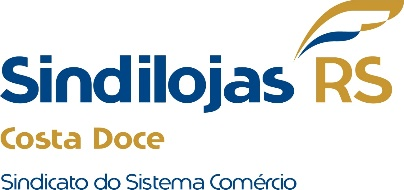 Sindilojas RS
Costa Doce
Sindicato do Sistema Comércio